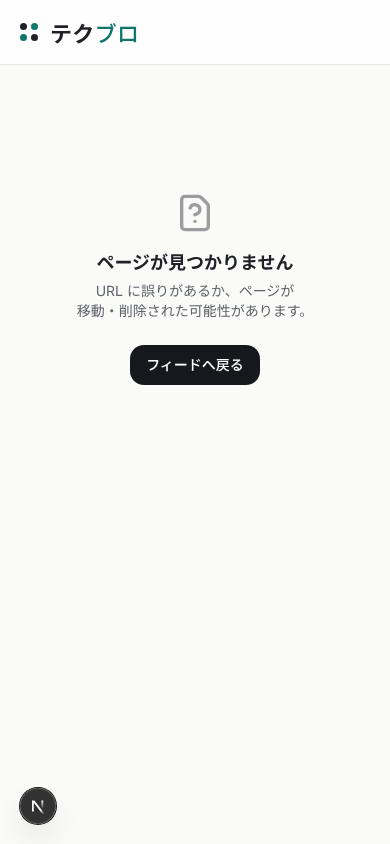 テクブロ
ページが見つかりません
URL に誤りがあるか、ページが
移動・削除された可能性があります。
フィードへ戻る
N